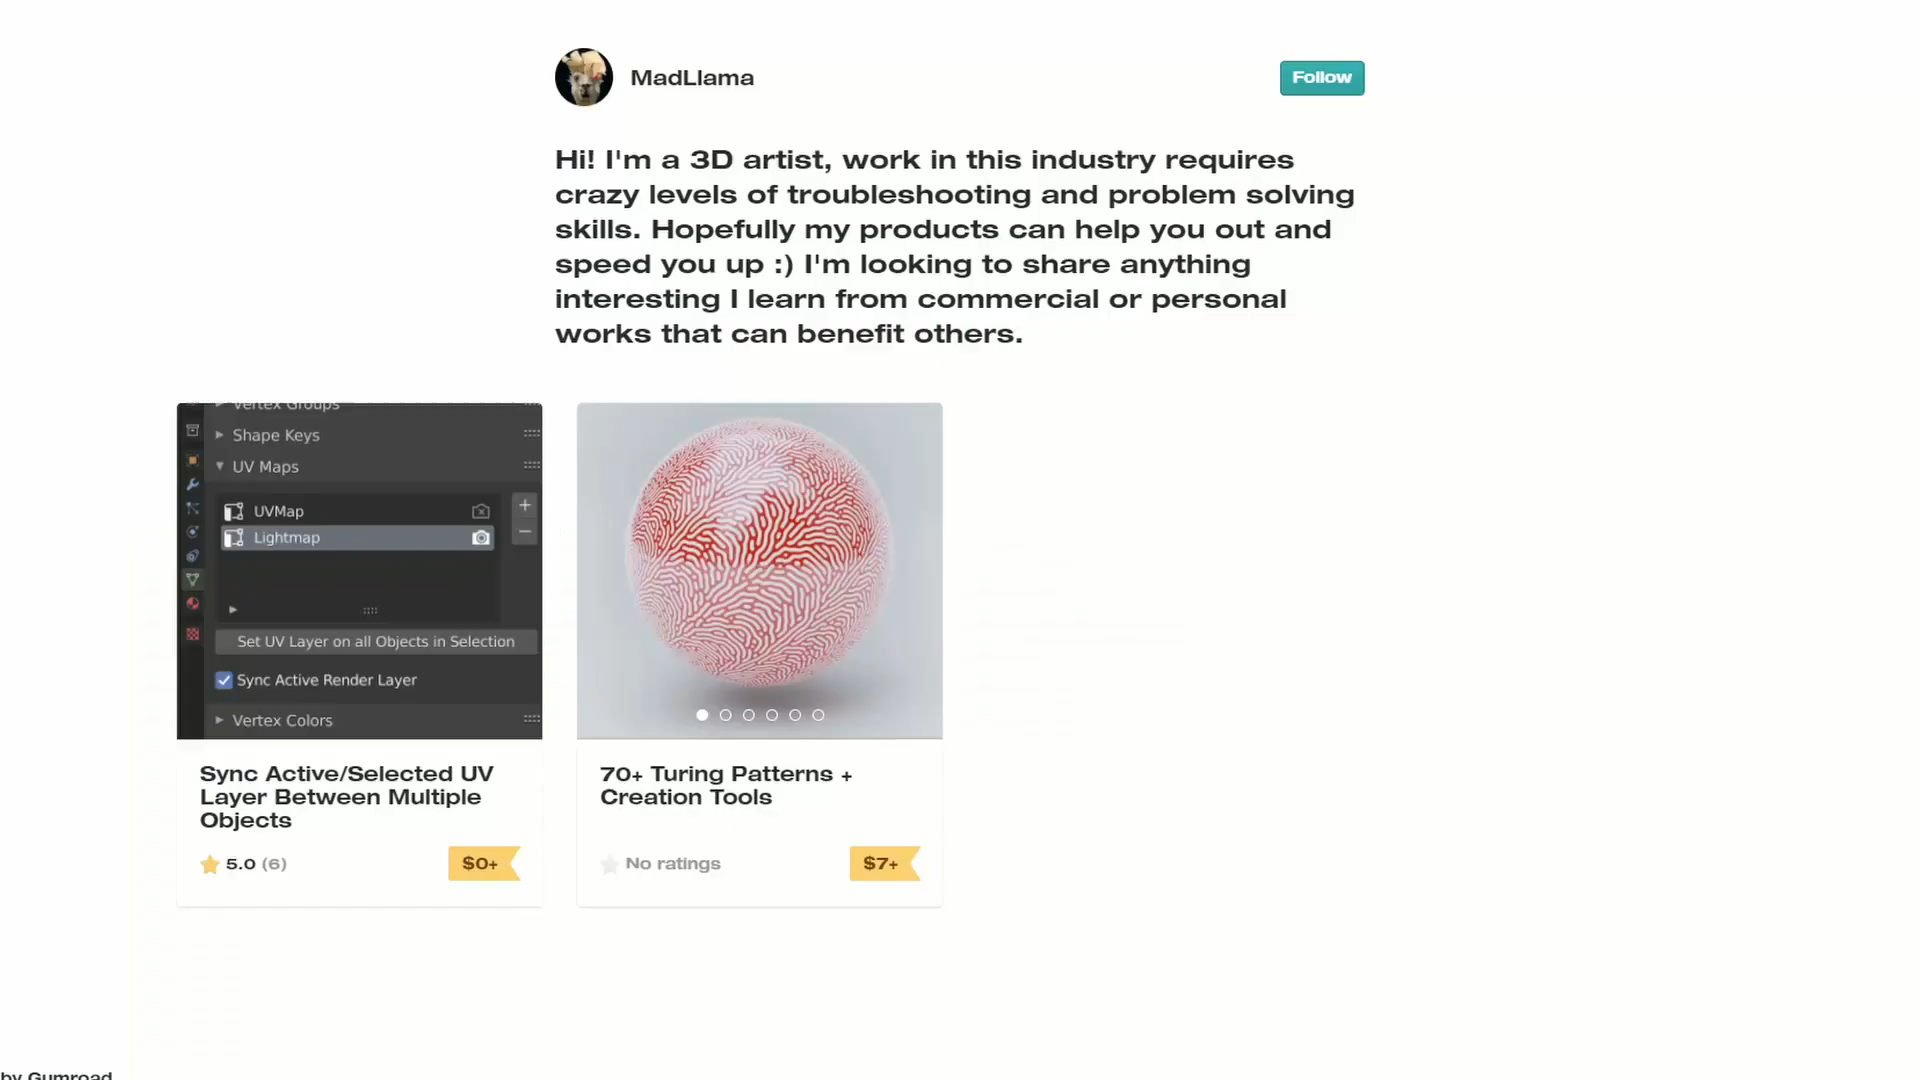 MadLlama
Follow
Hi! I'm a 3D artist, work in this industry requires
crazy levels of troubleshooting and problem solving
skills. Hopefully my products can help you out and
speed you up :) I'm looking to share anything
interesting I learn from commercial or personal
works that can benefit others.
Vertex Groups
Shape Keys
UV Maps
UVMap
Lightmap
Set UV Layer on all Objects in Selection
Sync Active Render Layer
Vertex Colors
Sync Active/Selected UV
Layer Between Multiple
Objects
5.0 (6)
$0+
70+ Turing Patterns +
Creation Tools
No ratings
$7+
by Gumroad